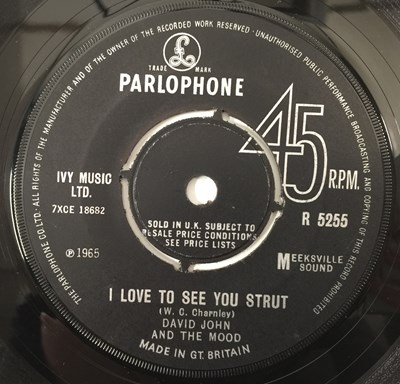 THE PARLOPHONE CO. LTD. ALL RIGHTS OF THE MANUFACTURER AND OF THE OWNER OF THE RECORDED WORK RESERVED · UNAUTHORISED PUBLIC PERFORMANCE BROADCASTING AND COPYING OF THIS RECORD PROHIBITED
£
TRADE MARK
PARLOPHONE
45
R.P.M.
IVY MUSIC
LTD.
7XCE 18682
R 5255
SOLD IN U.K. SUBJECT TO
RESALE PRICE CONDITIONS
SEE PRICE LISTS
℗ 1965
MEEKSVILLE
SOUND
I LOVE TO SEE YOU STRUT
(W. C. Charnley)
DAVID JOHN
AND THE MOOD
MADE IN GT. BRITAIN